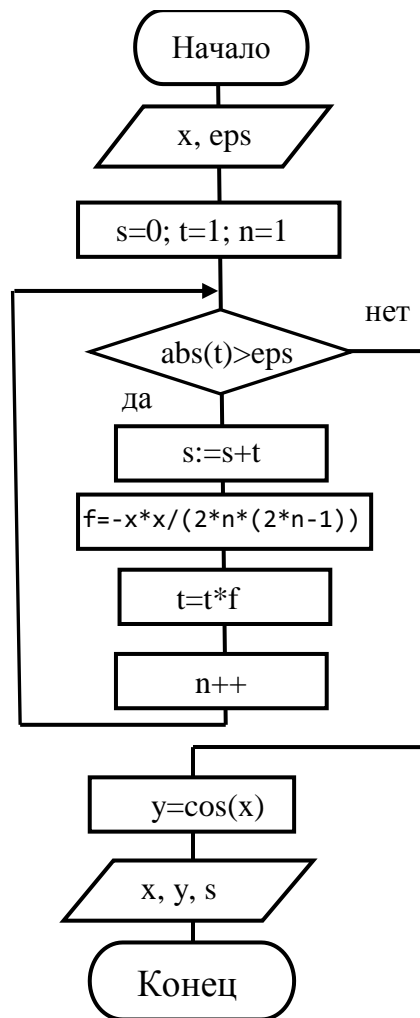 Начало
x, eps
s=0; t=1; n=1
нет
abs(t)>eps
да
s:=s+t
f=-x*x/(2*n*(2*n-1))
t=t*f
n++
y=cos(x)
x, y, s
Конец